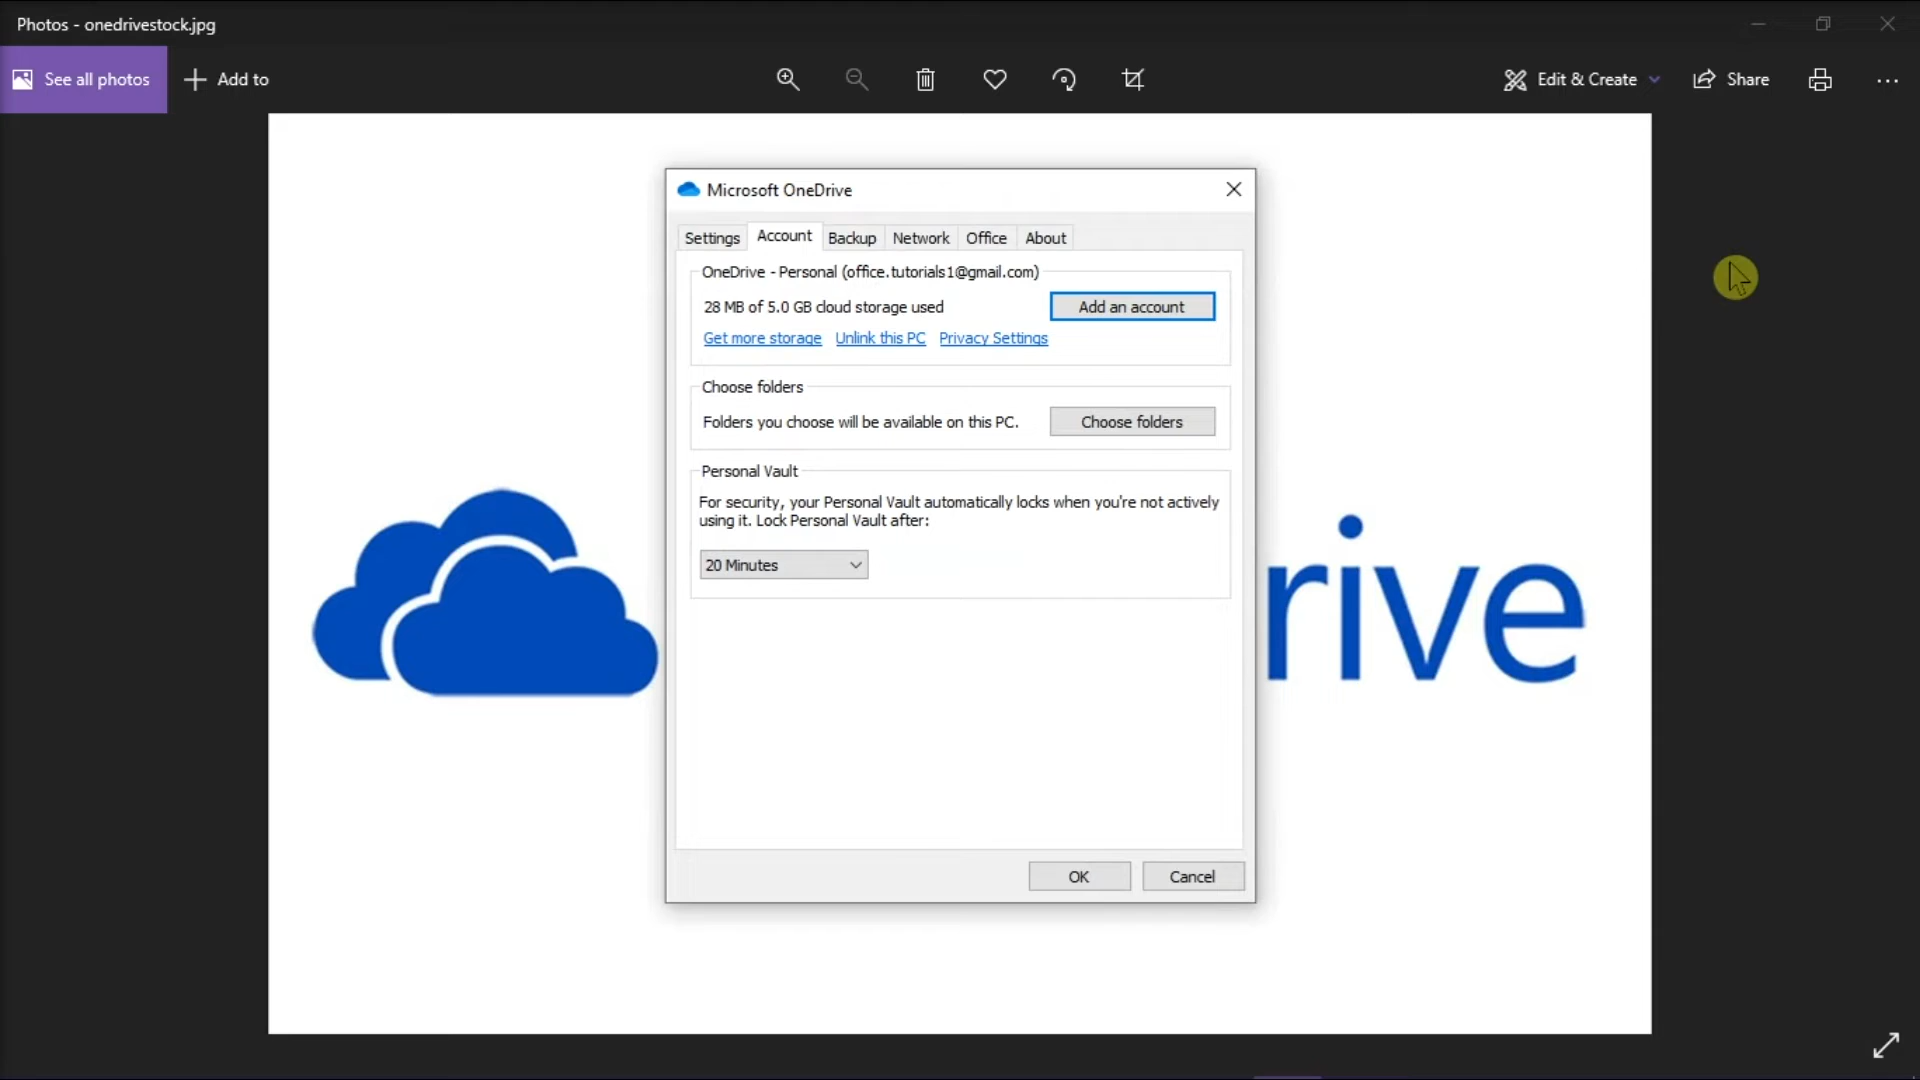 Photos - onedrivestock.jpg
See all photos
Add to
Edit & Create
Share
Microsoft OneDrive
Settings Account Backup Network Office About
OneDrive - Personal (office.tutorials1@gmail.com)
28 MB of 5.0 GB cloud storage used
Add an account
Get more storage Unlink this PC Privacy Settings
Choose folders
Folders you choose will be available on this PC.
Choose folders
Personal Vault
For security, your Personal Vault automatically locks when you're not actively
using it. Lock Personal Vault after:
20 Minutes
rive
OK
Cancel